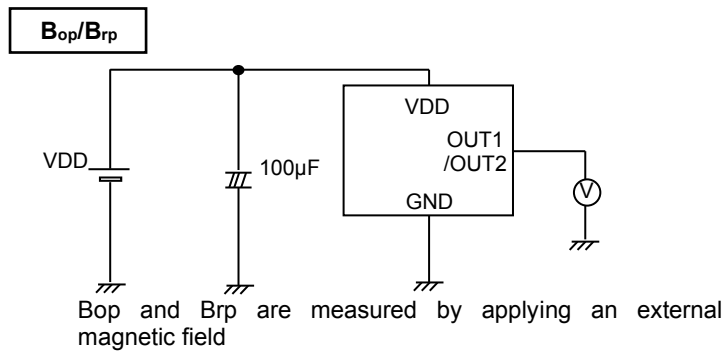 Bop/Brp
VDD
100µF
VDD
OUT1
/OUT2
GND
V
Bop and Brp are measured by applying an external
magnetic field